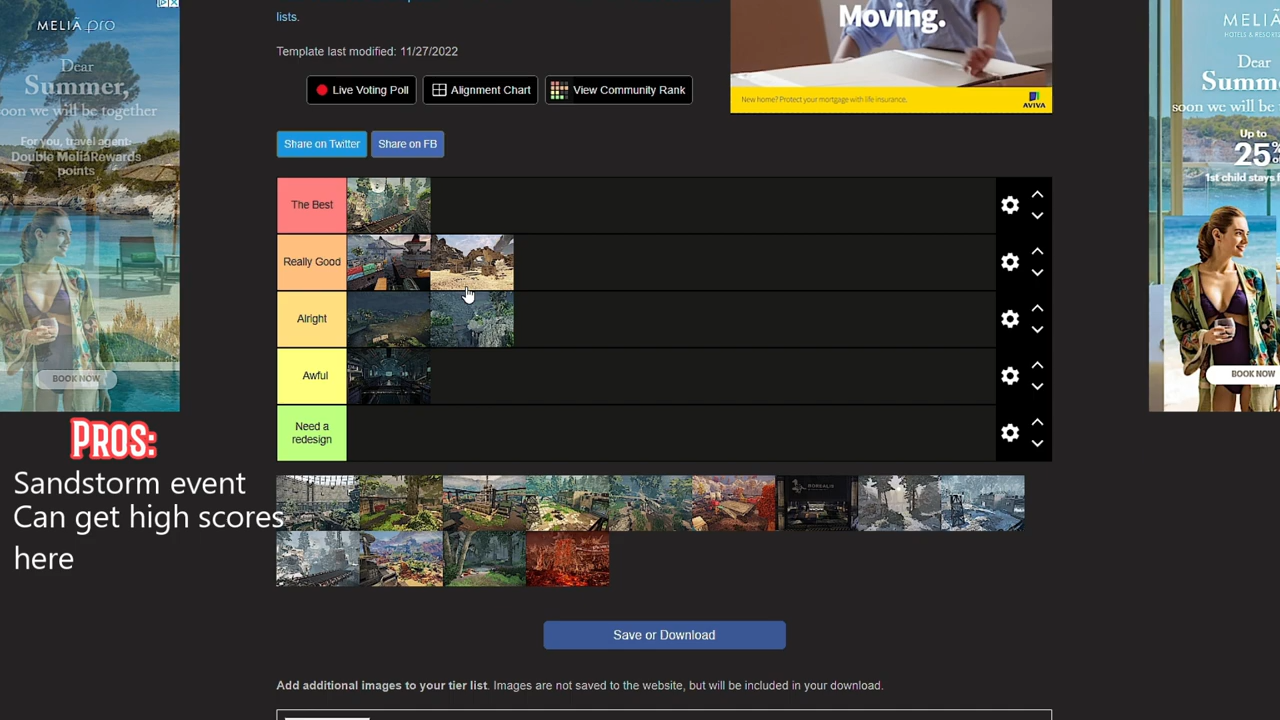 lists.
Template last modified: 11/27/2022
Live Voting Poll
Alignment Chart
View Community Rank
Share on Twitter
Share on FB
Moving.
New home? Protect your mortgage with life insurance.
AVIVA
MELIÃ pro
Dear
Summer,
soon we will be together
For you, travel agent:
Double MeliáRewards
points
BOOK NOW
MELIÃ
HOTELS & RESORTS
Dear
Summe
soon we will be t
Up to
25%
1st child stays f
BOOK NOW
The Best
Really Good
Alright
Awful
Need a
redesign
PROS:
Sandstorm event
Can get high scores
here
BOREALIS
Save or Download
Add additional images to your tier list. Images are not saved to the website, but will be included in your download.